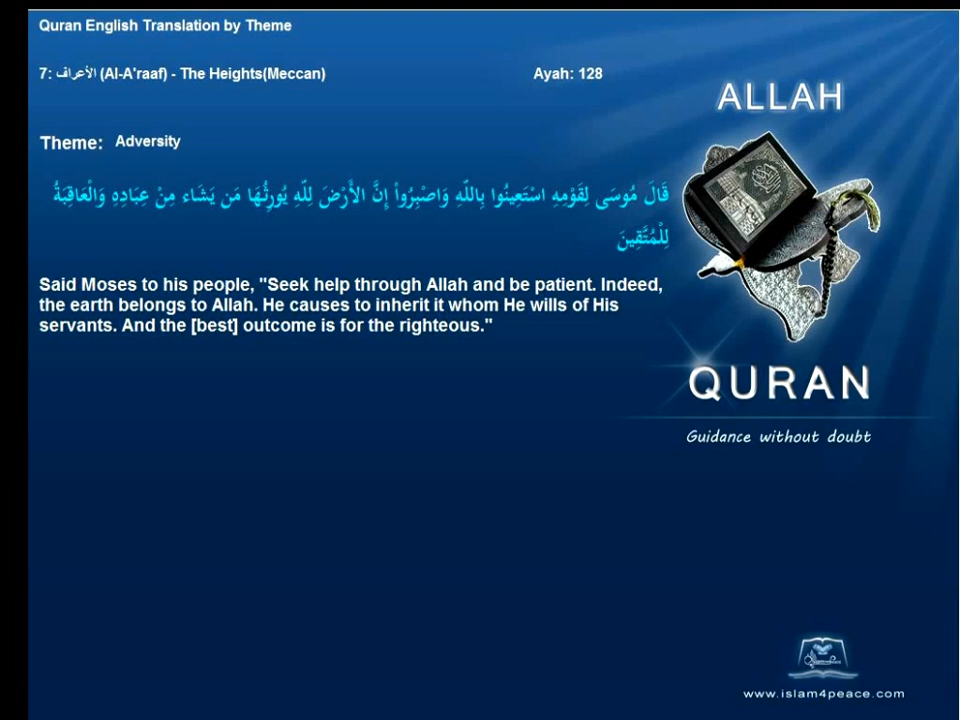 Quran English Translation by Theme
7: الأعراف (Al-A'raaf) - The Heights(Meccan) Ayah: 128
Theme: Adversity
قَالَ مُوسَى لِقَوْمِهِ اسْتَعِينُوا بِاللّهِ وَاصْبِرُواْ إِنَّ الأَرْضَ لِلّهِ يُورِثُهَا مَن يَشَاء مِنْ عِبَادِهِ وَالْعَاقِبَةُ
لِلْمُتَّقِينَ
Said Moses to his people, "Seek help through Allah and be patient. Indeed,
the earth belongs to Allah. He causes to inherit it whom He wills of His
servants. And the [best] outcome is for the righteous."
ALLAH
QURAN
Guidance without doubt
www.islam4peace.com